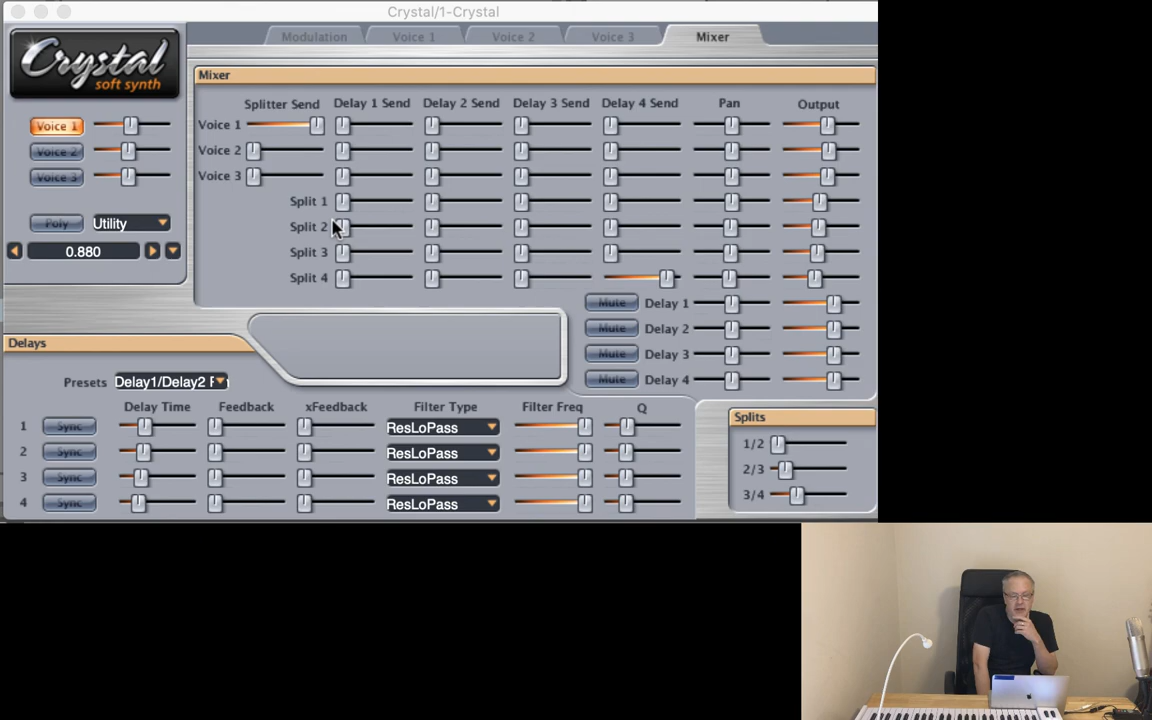 Crystal/1-Crystal
Crystal
soft synth
Modulation Voice 1 Voice 2 Voice 3 Mixer
Mixer
Splitter Send Delay 1 Send Delay 2 Send Delay 3 Send Delay 4 Send Pan Output
Voice 1
Voice 2
Voice 3
Poly Utility
0.880
Voice 1
Voice 2
Voice 3
Split 1
Split 2
Split 3
Split 4
Mute Delay 1
Mute Delay 2
Mute Delay 3
Mute Delay 4
Delays
Presets Delay1/Delay2
Delay Time Feedback xFeedback Filter Type Filter Freq Q
1 Sync ResLoPass
2 Sync ResLoPass
3 Sync ResLoPass
4 Sync ResLoPass
Splits
1/2
2/3
3/4